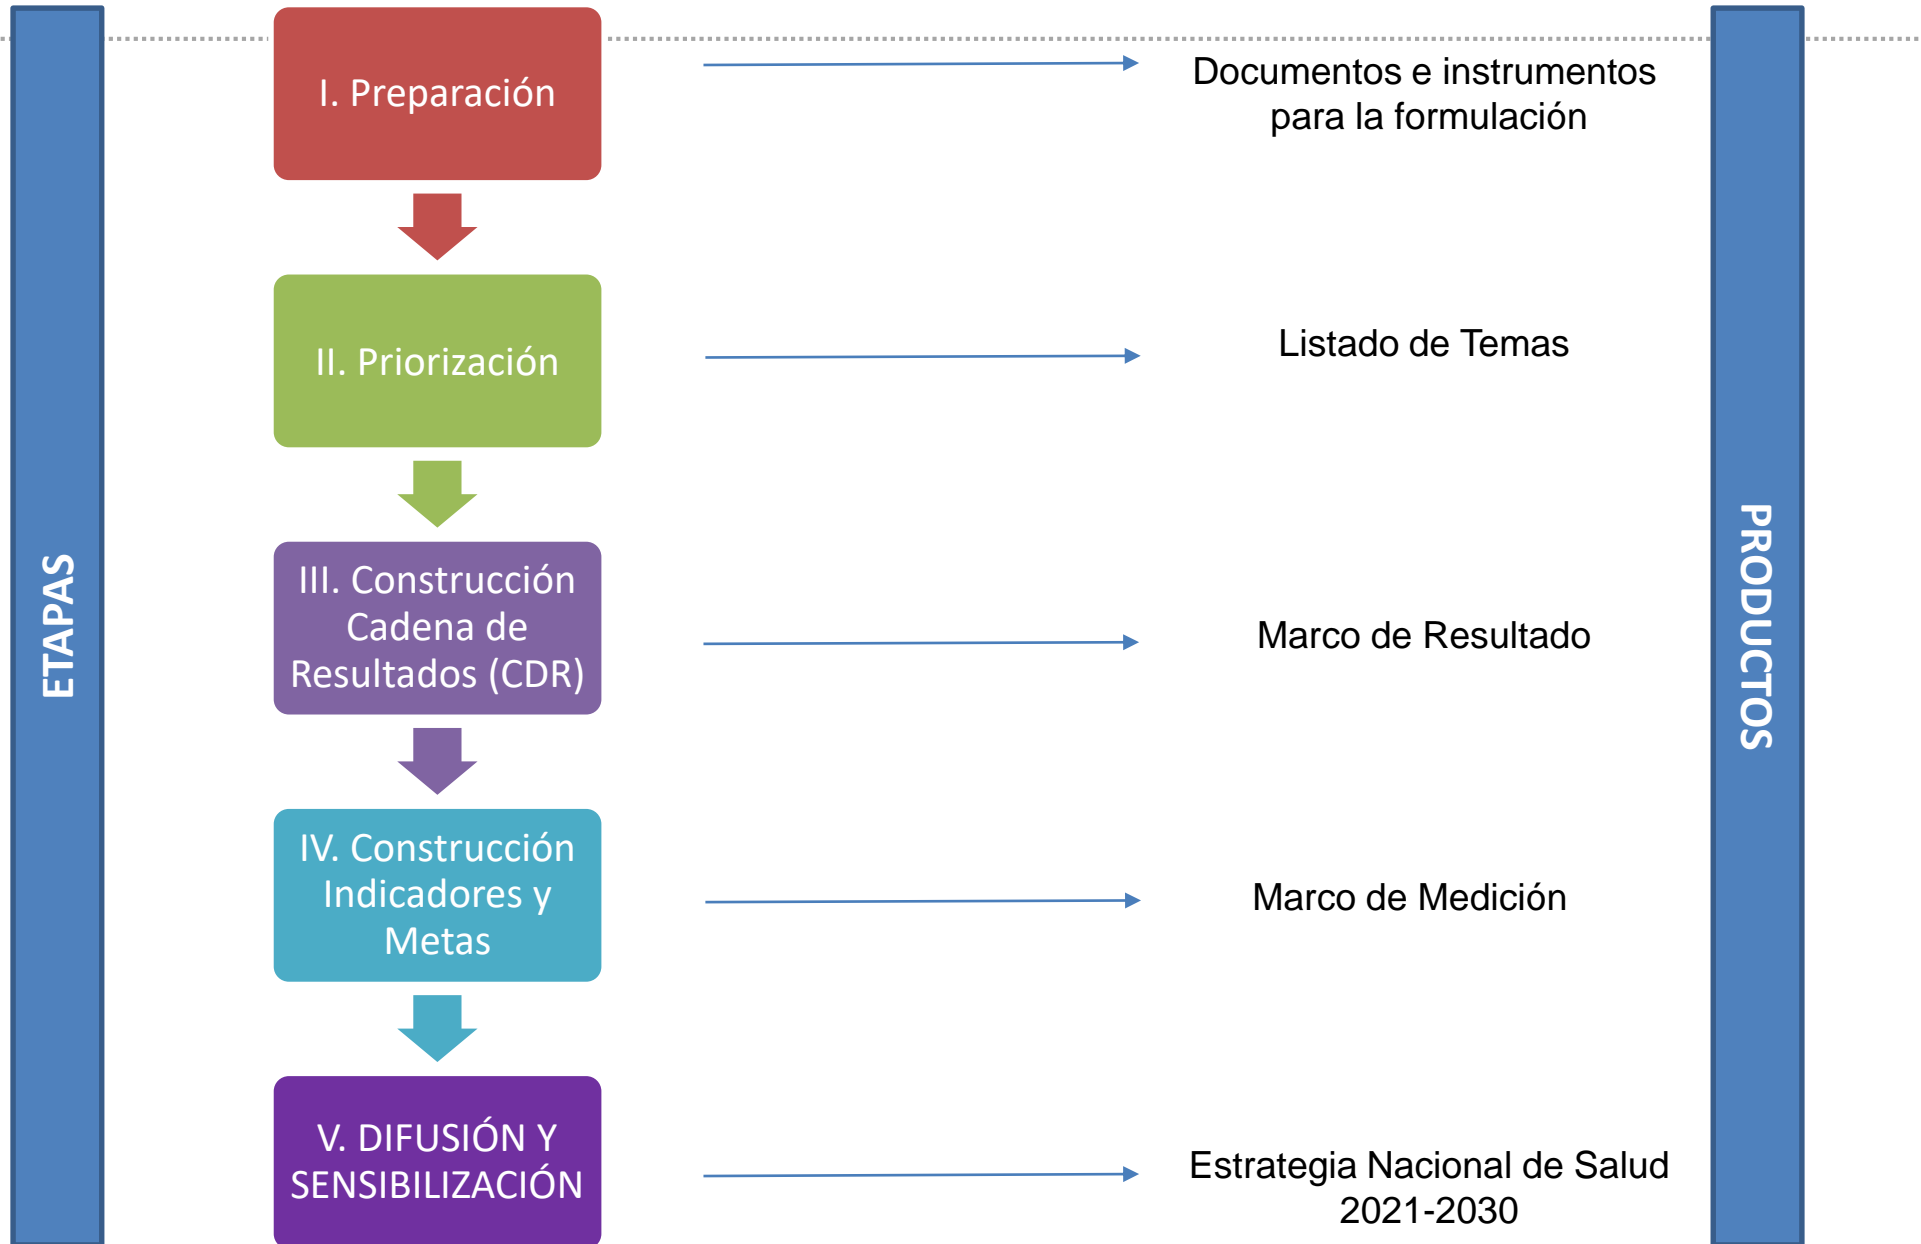 ETAPAS
PRODUCTOS
I. Preparación
Documentos e instrumentos
para la formulación
II. Priorización
Listado de Temas
III. Construcción
Cadena de
Resultados (CDR)
Marco de Resultado
IV. Construcción
Indicadores y
Metas
Marco de Medición
V. DIFUSIÓN Y
SENSIBILIZACIÓN
Estrategia Nacional de Salud
2021-2030